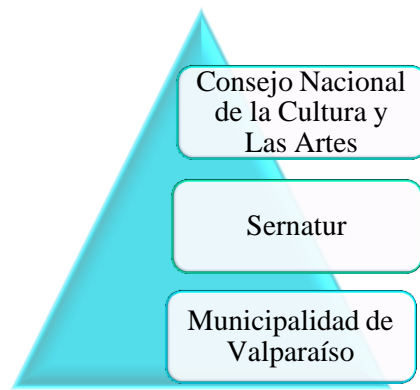 Consejo Nacional
de la Cultura y
Las Artes
Sernatur
Municipalidad de
Valparaíso